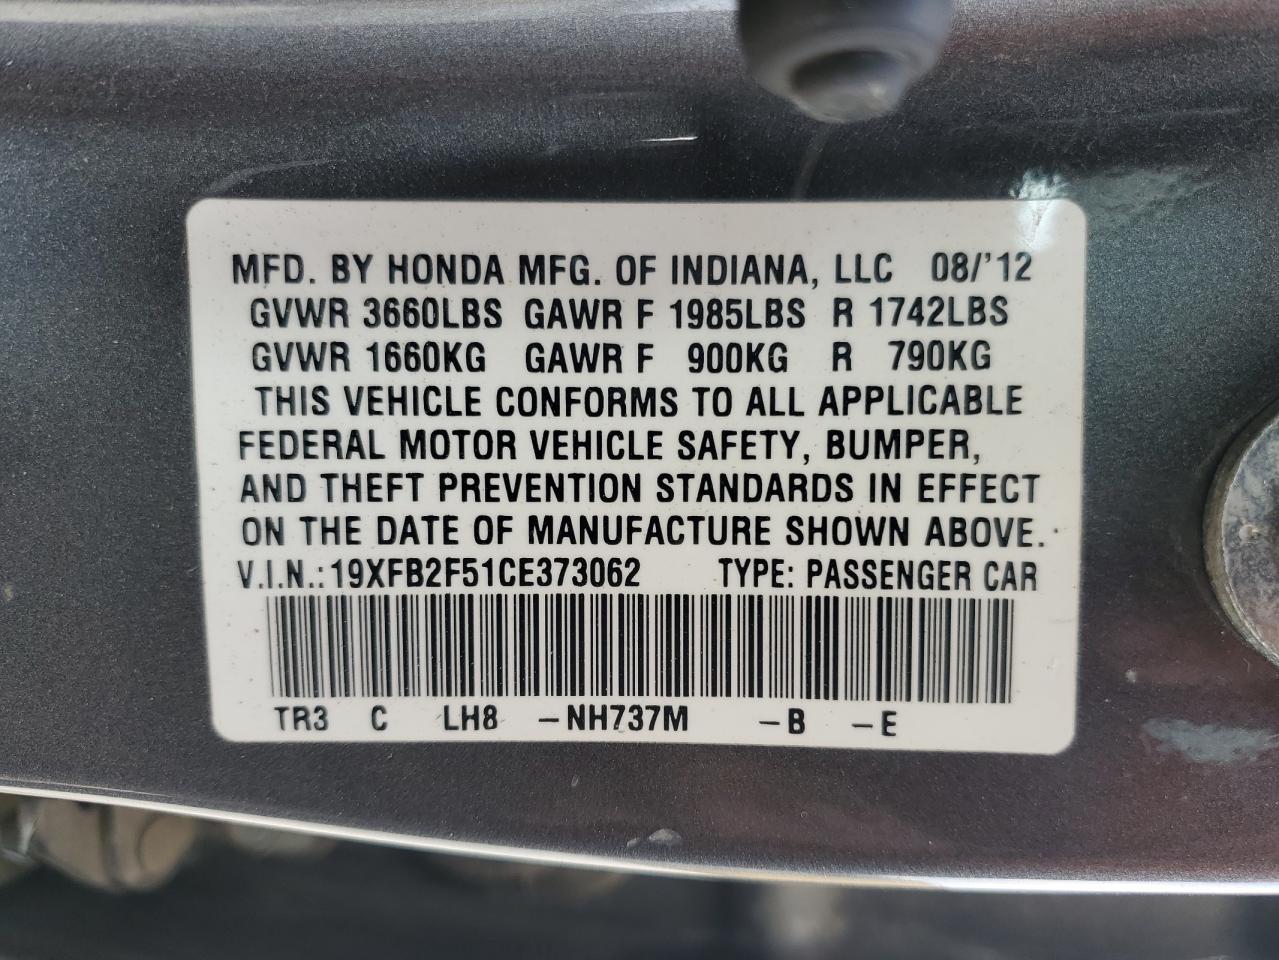 MFD. BY HONDA MFG. OF INDIANA, LLC 08/'12
GVWR 3660LBS GAWR F 1985LBS R 1742LBS
GVWR 1660KG GAWR F 900KG R 790KG
THIS VEHICLE CONFORMS TO ALL APPLICABLE
FEDERAL MOTOR VEHICLE SAFETY, BUMPER,
AND THEFT PREVENTION STANDARDS IN EFFECT
ON THE DATE OF MANUFACTURE SHOWN ABOVE.
V.I.N.:19XFB2F51CE373062 TYPE: PASSENGER CAR
TR3 C LH8 -NH737M -B -E